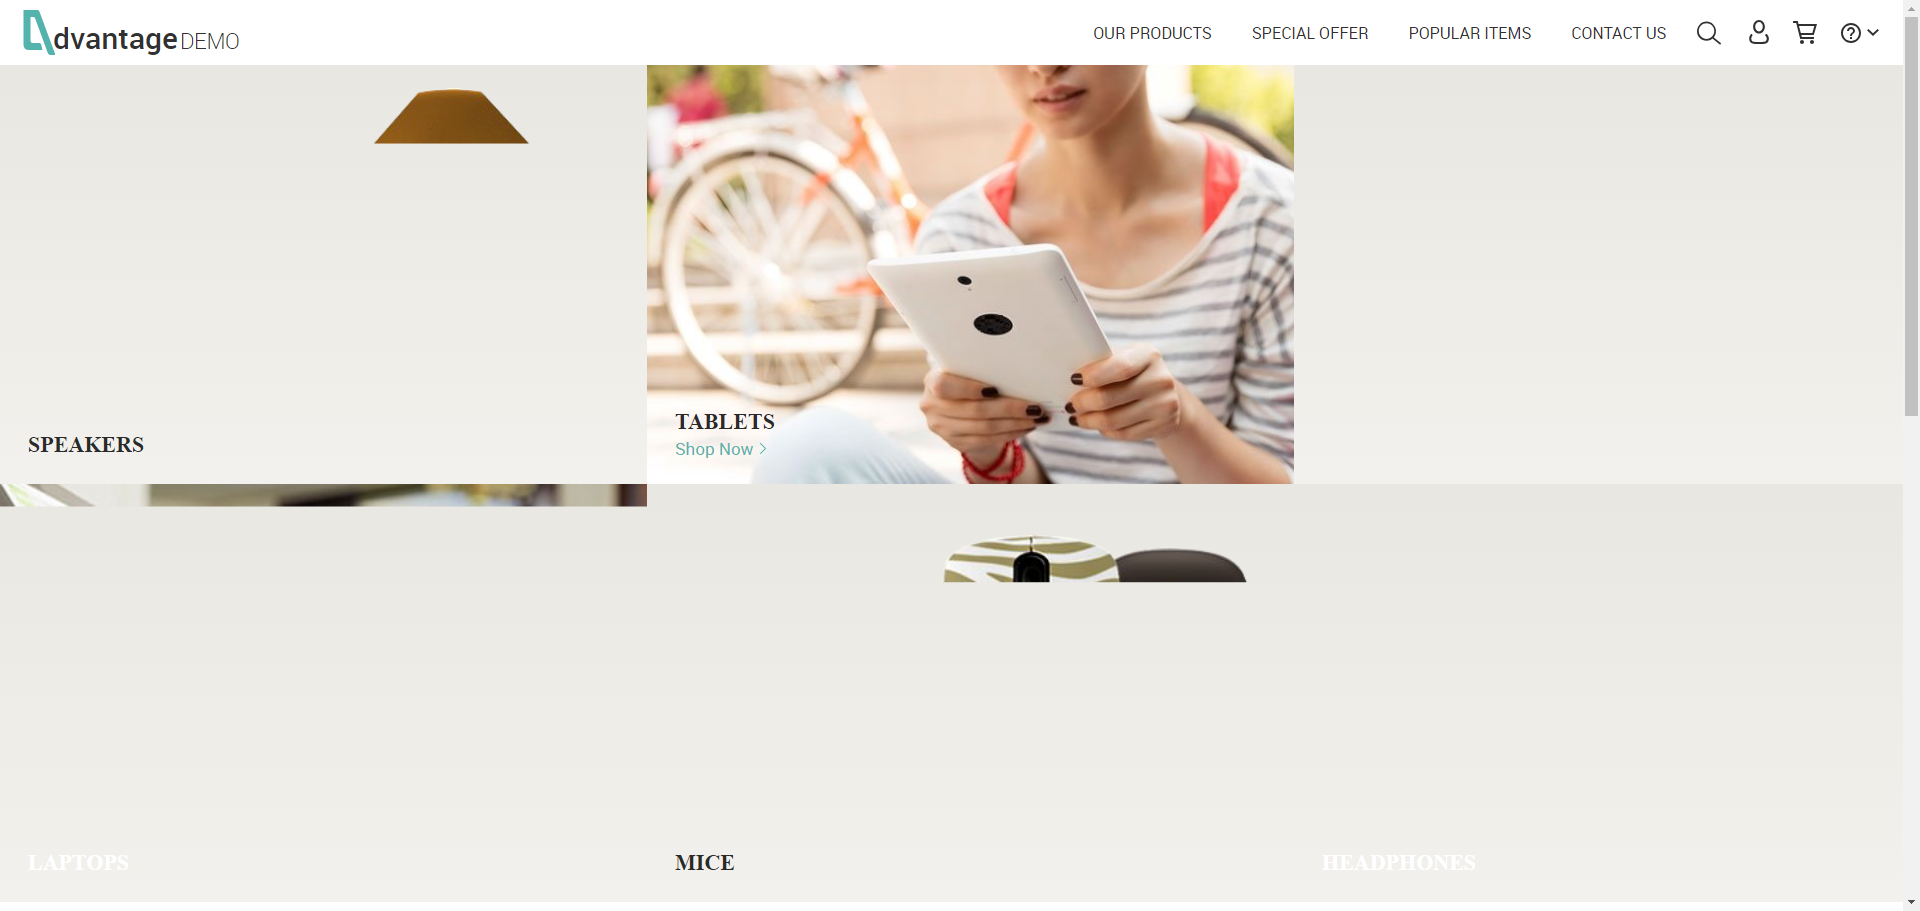 dvantage DEMO
OUR PRODUCTS SPECIAL OFFER POPULAR ITEMS CONTACT US
SPEAKERS
TABLETS
Shop Now
LAPTOPS
MICE
HEADPHONES